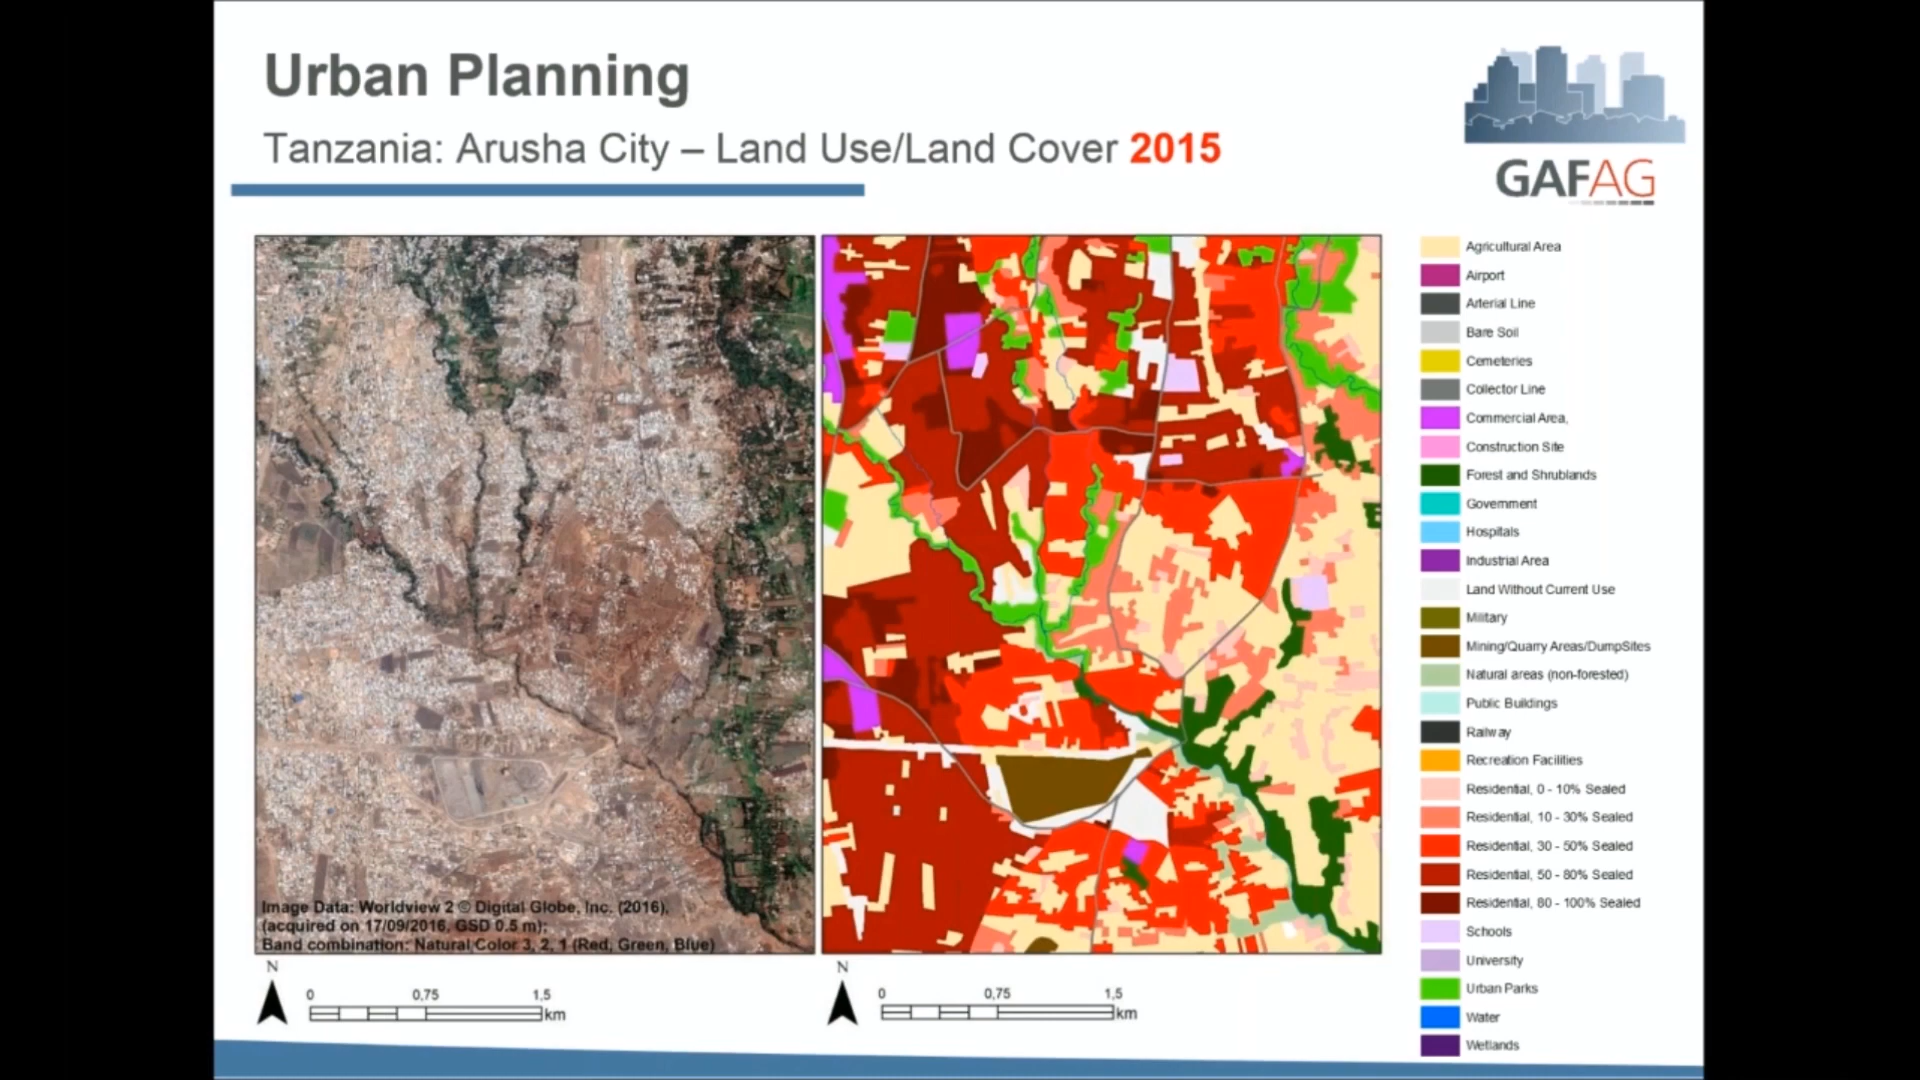 Urban Planning
Tanzania: Arusha City – Land Use/Land Cover 2015
GAFAG
Image Data: Worldview 2 © Digital Globe, Inc. (2016),
(acquired on 17/09/2016, GSD 0.5 m);
Band combination: Natural Color 3, 2, 1 (Red, Green, Blue)
N
0 0,75 1,5
km
N
0 0,75 1,5
km
Agricultural Area
Airport
Arterial Line
Bare Soil
Cemeteries
Collector Line
Commercial Area,
Construction Site
Forest and Shrublands
Government
Hospitals
Industrial Area
Land Without Current Use
Military
Mining/Quarry Areas/DumpSites
Natural areas (non-forested)
Public Buildings
Railway
Recreation Facilities
Residential, 0 - 10% Sealed
Residential, 10 - 30% Sealed
Residential, 30 - 50% Sealed
Residential, 50 - 80% Sealed
Residential, 80 - 100% Sealed
Schools
University
Urban Parks
Water
Wetlands